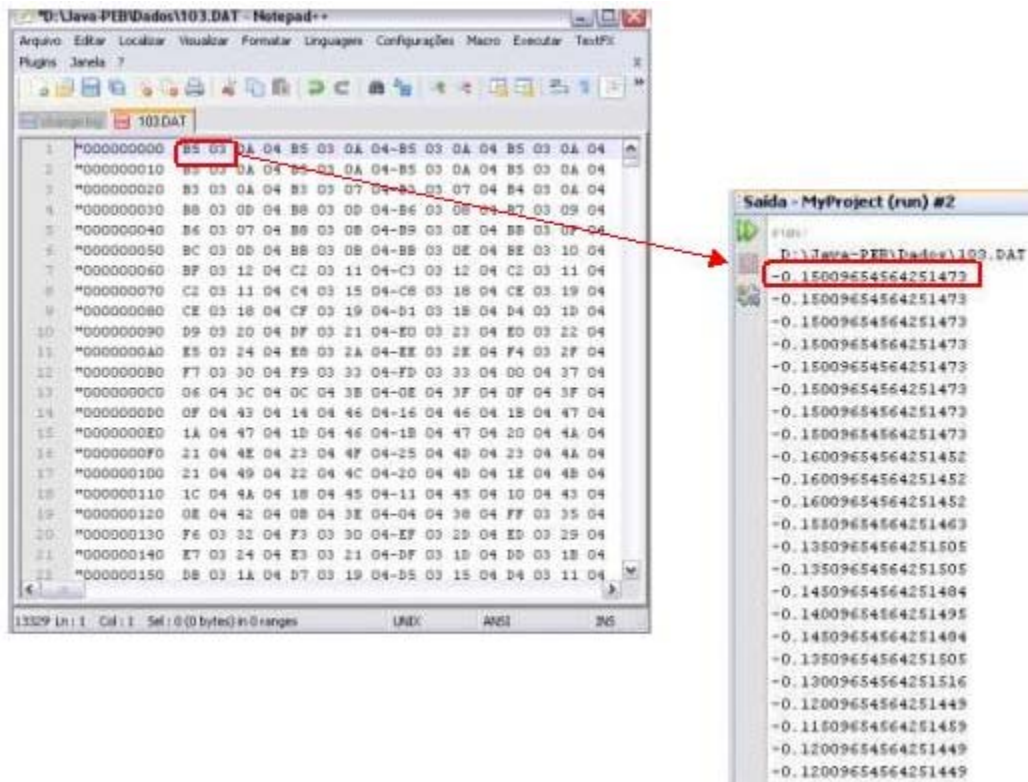 *D:\Java-PEB\Dados\103.DAT - Notepad++
Arquivo Editar Localizar Visualizar Formatar Linguagem Configurações Macro Executar TextFX
Plugins Janela ? X
change.log 103.DAT
1 "000000000 B5 03 0A 04 B5 03 0A 04-B5 03 0A 04 B5 03 0A 04
2 "000000010 B5 03 0A 04 B5 03 0A 04-B5 03 0A 04 B5 03 0A 04
3 "000000020 B3 03 0A 04 B3 03 07 04-B3 03 07 04 B4 03 0A 04
4 "000000030 B8 03 0D 04 B8 03 0D 04-B6 03 08 04 B7 03 09 04
5 "000000040 B6 03 07 04 B8 03 0B 04-B9 03 0E 04 BB 03 0F 04
6 "000000050 BC 03 0D 04 BB 03 0B 04-BB 03 0E 04 BE 03 10 04
7 "000000060 BF 03 12 04 C2 03 11 04-C3 03 12 04 C2 03 11 04
8 "000000070 C2 03 11 04 C4 03 15 04-C8 03 18 04 CE 03 19 04
9 "000000080 CE 03 18 04 CF 03 19 04-D1 03 1B 04 D4 03 1D 04
10 "000000090 D9 03 20 04 DF 03 21 04-E0 03 23 04 E0 03 22 04
11 "0000000A0 E5 03 24 04 E8 03 2A 04-EE 03 2E 04 F4 03 2F 04
12 "0000000B0 F7 03 30 04 F9 03 33 04-FD 03 33 04 00 04 37 04
13 "0000000C0 06 04 3C 04 0C 04 3B 04-0E 04 3F 04 0F 04 3F 04
14 "0000000D0 0F 04 43 04 14 04 46 04-16 04 46 04 1B 04 47 04
15 "0000000E0 1A 04 47 04 1D 04 46 04-1B 04 47 04 20 04 4A 04
16 "0000000F0 21 04 4E 04 23 04 4F 04-25 04 4D 04 23 04 4A 04
17 "000000100 21 04 49 04 22 04 4C 04-20 04 4D 04 1E 04 4B 04
18 "000000110 1C 04 4A 04 18 04 45 04-11 04 45 04 10 04 43 04
19 "000000120 0E 04 42 04 0B 04 3E 04-04 04 38 04 FF 03 35 04
20 "000000130 F6 03 32 04 F3 03 30 04-EF 03 2D 04 ED 03 29 04
21 "000000140 E7 03 24 04 E3 03 21 04-DF 03 1D 04 DD 03 1B 04
22 "000000150 D8 03 1A 04 D7 03 19 04-D5 03 15 04 D4 03 11 04
13329 Ln : 1 Col : 1 Sel : 0 (0 bytes) in 0 ranges UNIX ANSI INS
Saída - MyProject (run) #2
run:
D:\Java-PEB\Dados\103.DAT
-0.15009654564251473
-0.15009654564251473
-0.15009654564251473
-0.15009654564251473
-0.15009654564251473
-0.15009654564251473
-0.15009654564251473
-0.15009654564251473
-0.16009654564251452
-0.16009654564251452
-0.16009654564251452
-0.15509654564251463
-0.13509654564251505
-0.13509654564251505
-0.14509654564251484
-0.14009654564251495
-0.14509654564251484
-0.13509654564251505
-0.13009654564251516
-0.12009654564251449
-0.11509654564251459
-0.12009654564251449
-0.12009654564251449